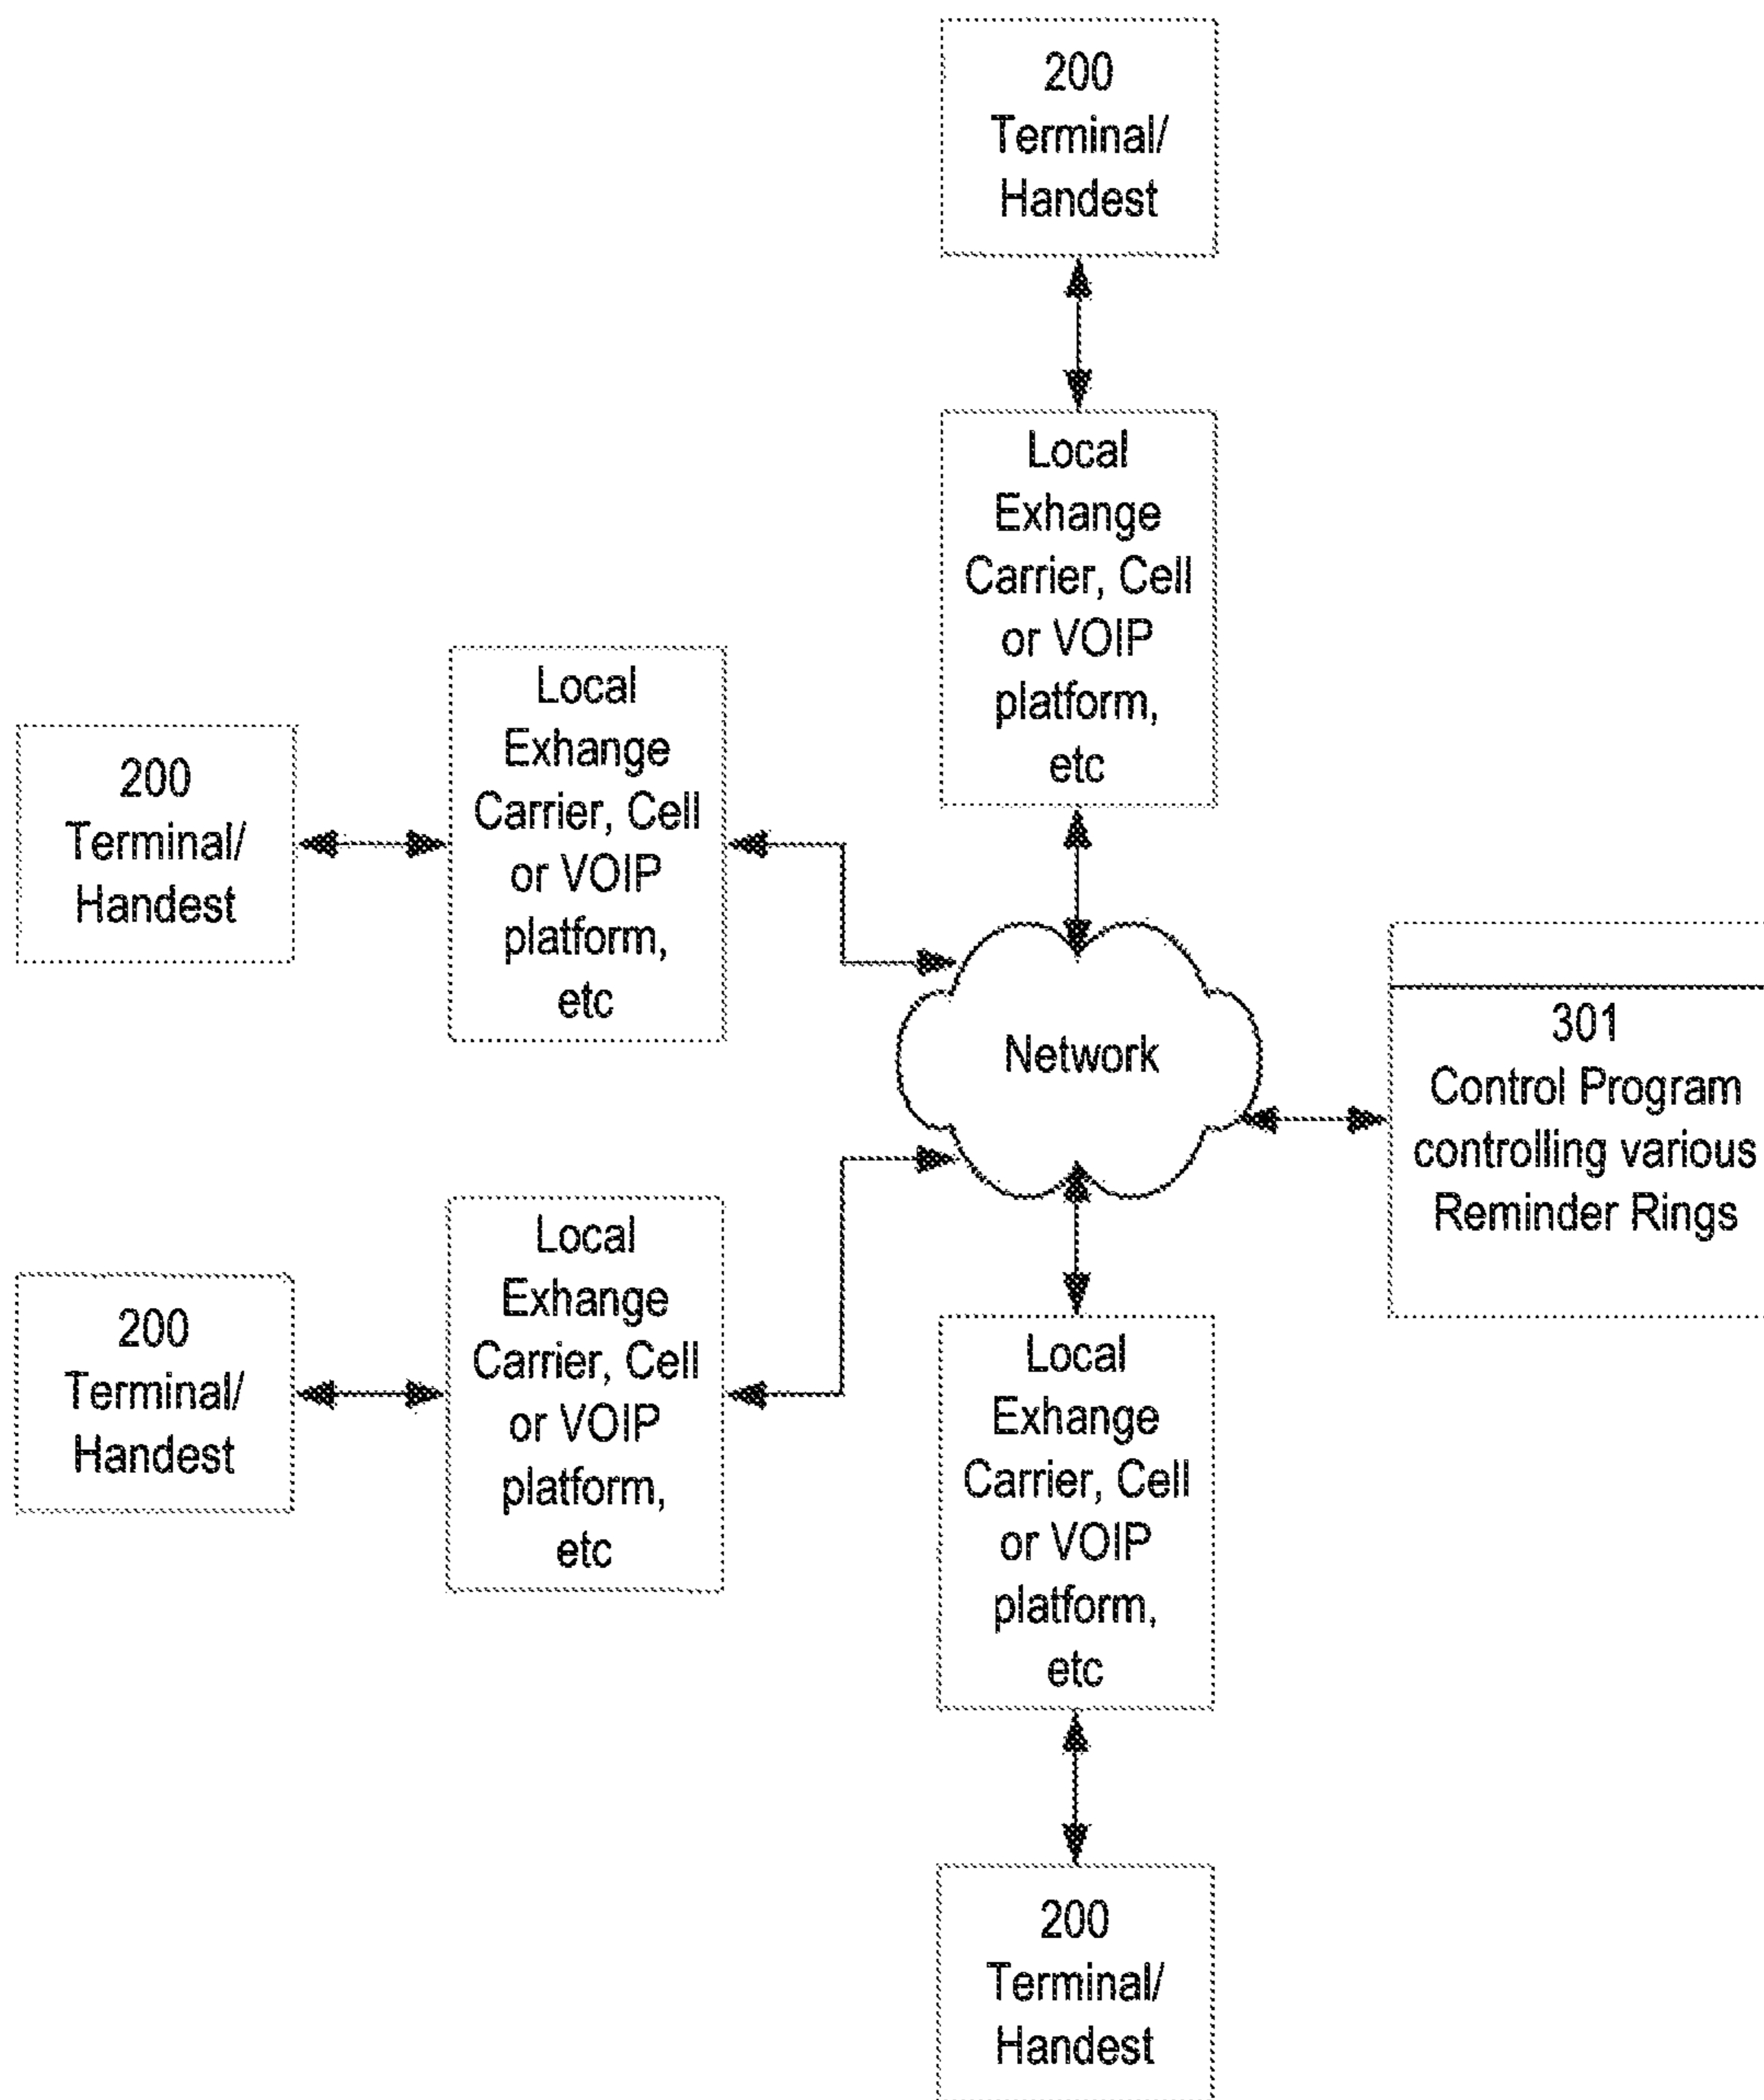 200
Terminal/
Handest
Local
Exhange
Carrier, Cell
or VOIP
platform,
etc
Local
Exhange
Carrier, Cell
or VOIP
platform,
etc
200
Terminal/
Handest
Network
301
Control Program
controlling various
Reminder Rings
Local
Exhange
Carrier, Cell
or VOIP
platform,
etc
200
Terminal/
Handest
Local
Exhange
Carrier, Cell
or VOIP
platform,
etc
200
Terminal/
Handest